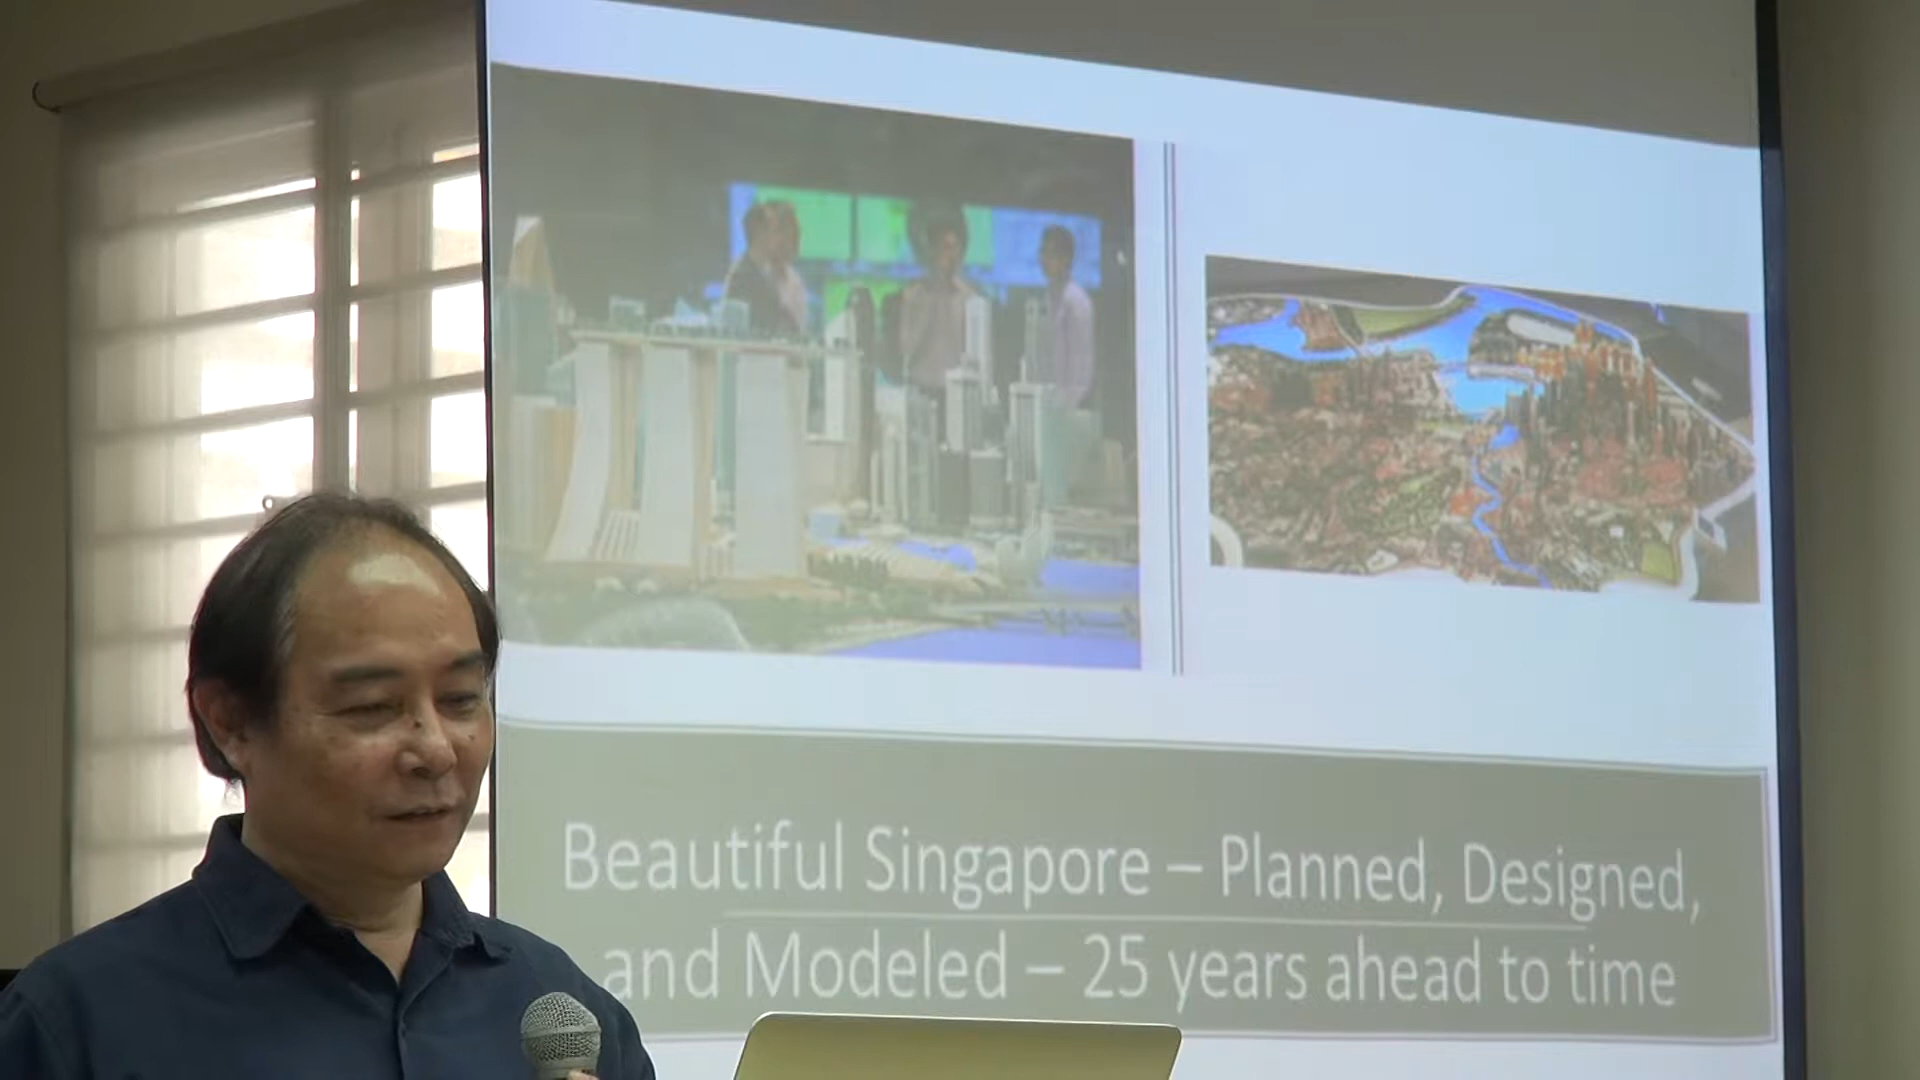 Beautiful Singapore – Planned, Designed,
and Modeled – 25 years ahead to time